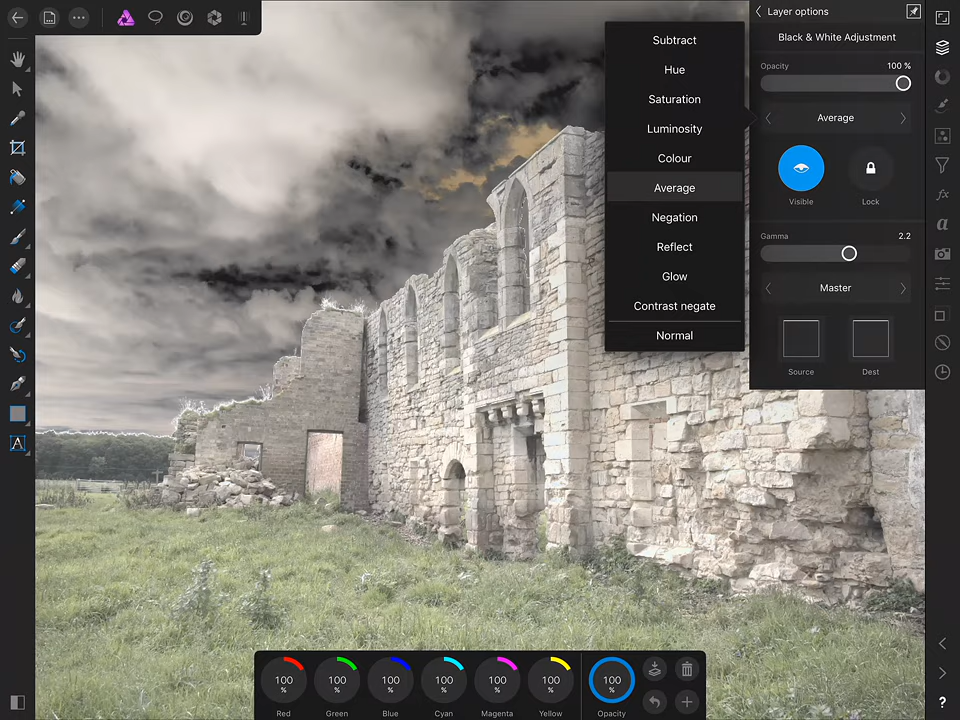 Layer options
Black & White Adjustment
Opacity 100 %
Average
Visible Lock
Gamma 2.2
Master
Source Dest
Subtract
Hue
Saturation
Luminosity
Colour
Average
Negation
Reflect
Glow
Contrast negate
Normal
fx
a
A
?
100 % 100 % 100 % 100 % 100 % 100 % 100 %
Red Green Blue Cyan Magenta Yellow Opacity